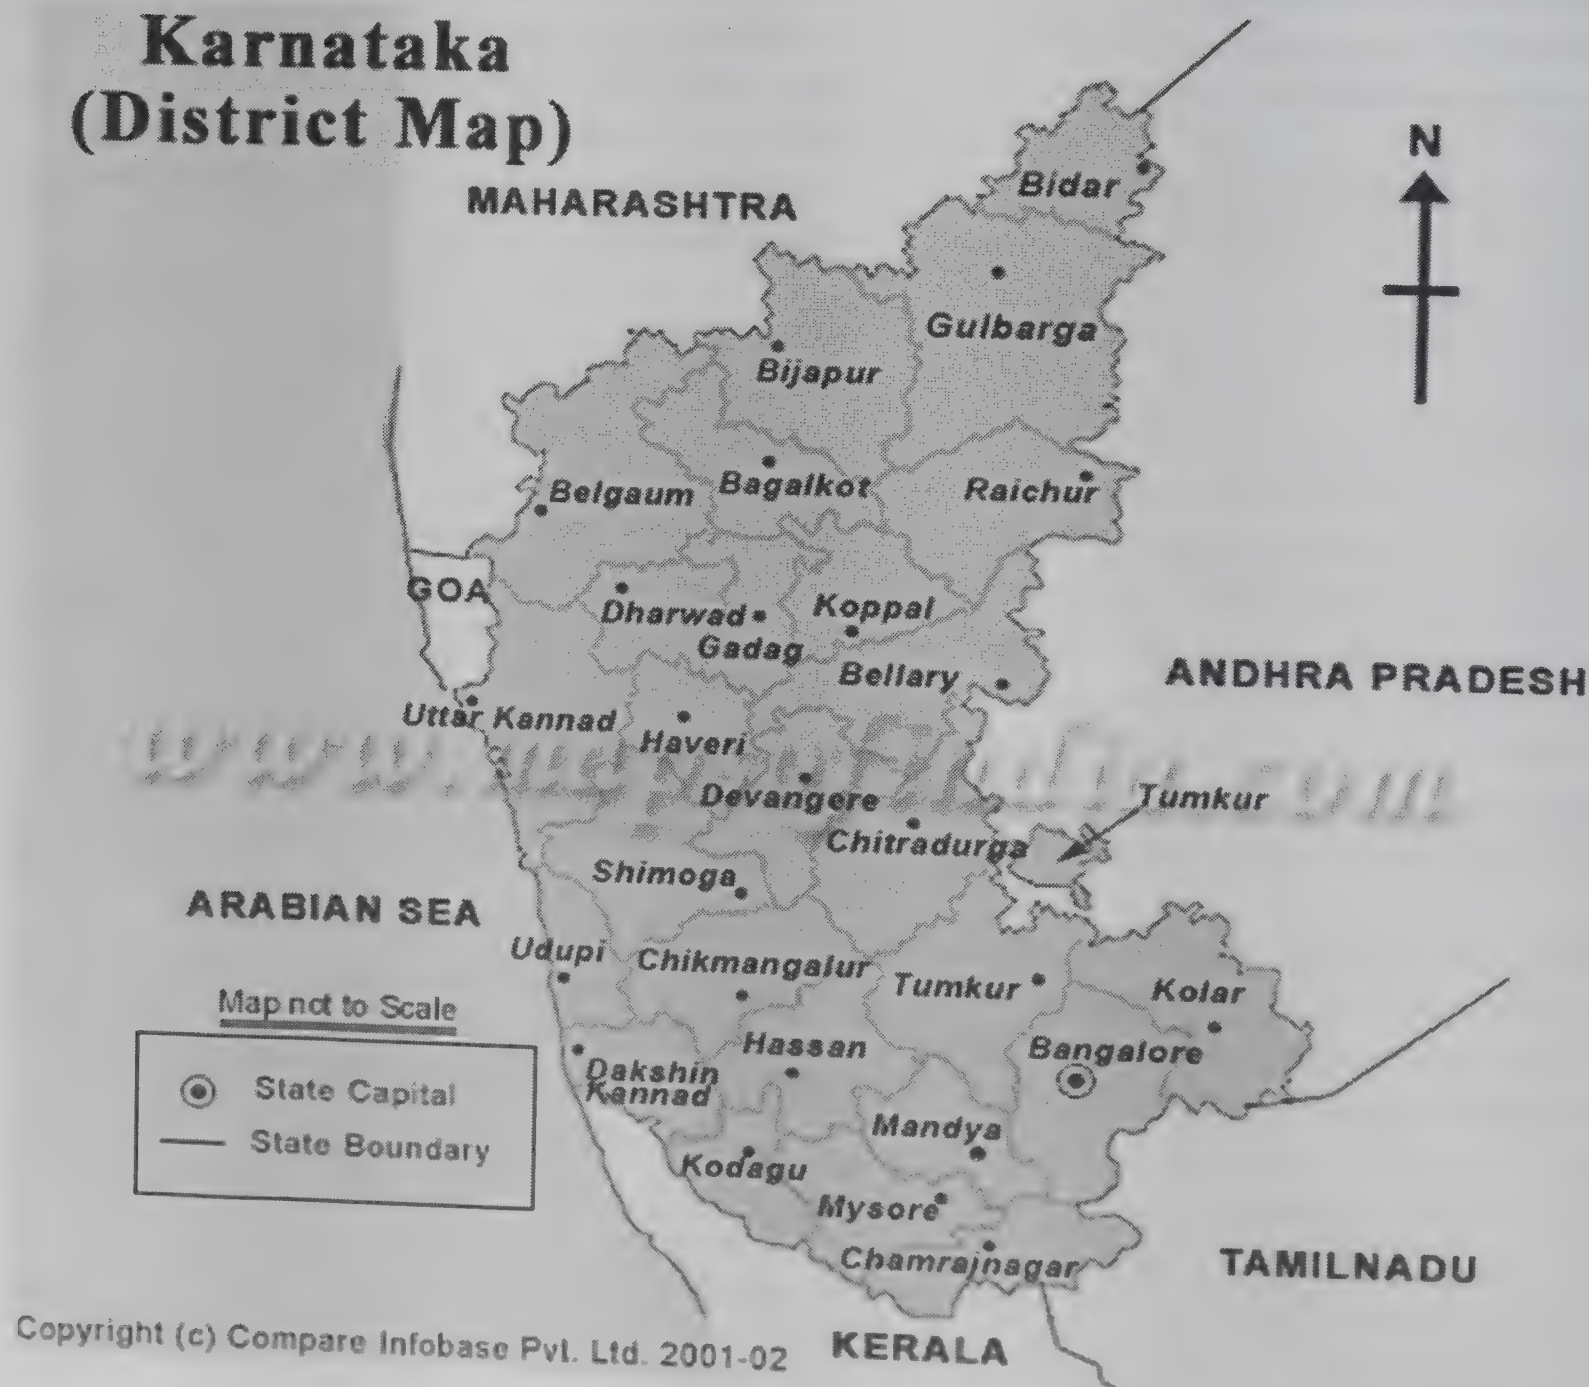 Karnataka
(District Map)
MAHARASHTRA
N
Bidar
Gulbarga
Bijapur
Belgaum
Bagalkot
Raichur
GOA
Dharwad
Koppal
Gadag
Bellary
ANDHRA PRADESH
Uttar Kannad
Haveri
Devangere
Tumkur
Chitradurga
Shimoga
ARABIAN SEA
Udupi
Chikmangalur
Tumkur
Kolar
Map not to Scale
Hassan
Bangalore
Dakshin
Kannad
State Capital
State Boundary
Mandya
Kodagu
Mysore
Chamrajnagar
TAMILNADU
Copyright (c) Compare Infobase Pvt. Ltd. 2001-02
KERALA